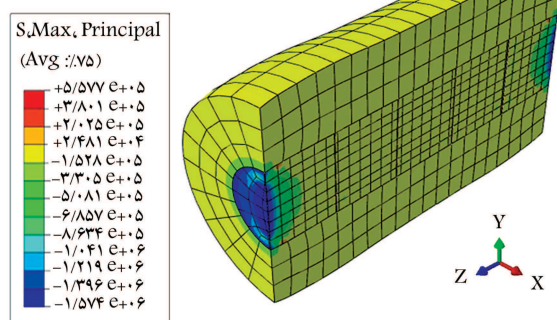 S،Max، Principal
(Avg :٪۷۵)
+۵/۵۷۷ e+۰۵
+۳/۸۰۱ e+۰۵
+۲/۰۲۵ e+۰۵
+۲/۴۸۱ e+۰۴
−۱/۵۲۸ e+۰۵
−۳/۳۰۵ e+۰۵
−۵/۰۸۱ e+۰۵
−۶/۸۵۷ e+۰۵
−۸/۶۳۴ e+۰۵
−۱/۰۴۱ e+۰۶
−۱/۲۱۹ e+۰۶
−۱/۳۹۶ e+۰۶
−۱/۵۷۴ e+۰۶
Y
Z
X